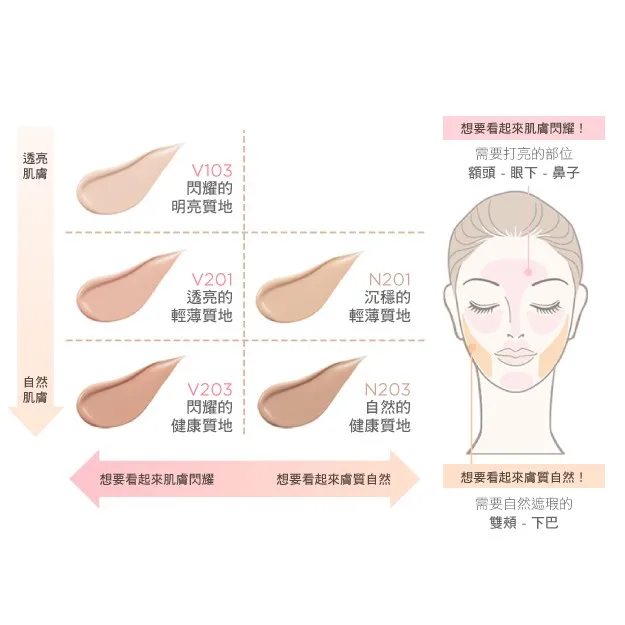 透亮
肌膚
V103
閃耀的
明亮質地
V201
透亮的
輕薄質地
N201
沉穩的
輕薄質地
自然
肌膚
V203
閃耀的
健康質地
N203
自然的
健康質地
想要看起來肌膚閃耀
想要看起來膚質自然
想要看起來肌膚閃耀！
需要打亮的部位
額頭 - 眼下 - 鼻子
想要看起來膚質自然！
需要自然遮瑕的
雙頰 - 下巴